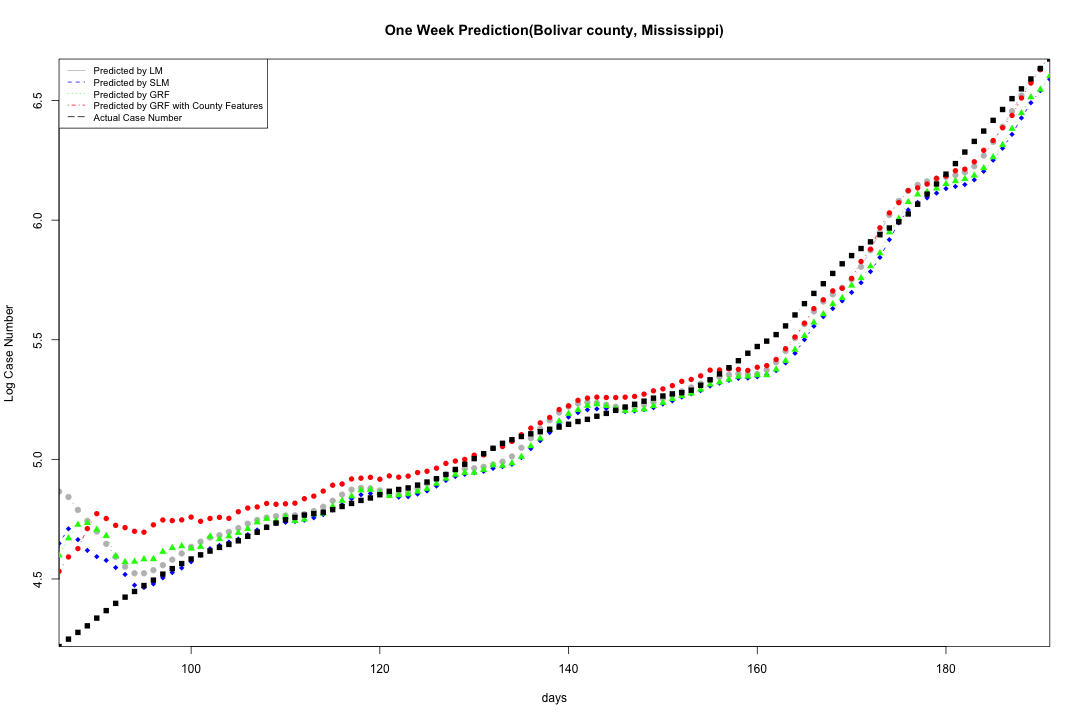 One Week Prediction(Bolivar county, Mississippi)
Predicted by LM
Predicted by SLM
Predicted by GRF
Predicted by GRF with County Features
Actual Case Number
6.5
6.0
5.5
5.0
4.5
Log Case Number
100 120 140 160 180
days